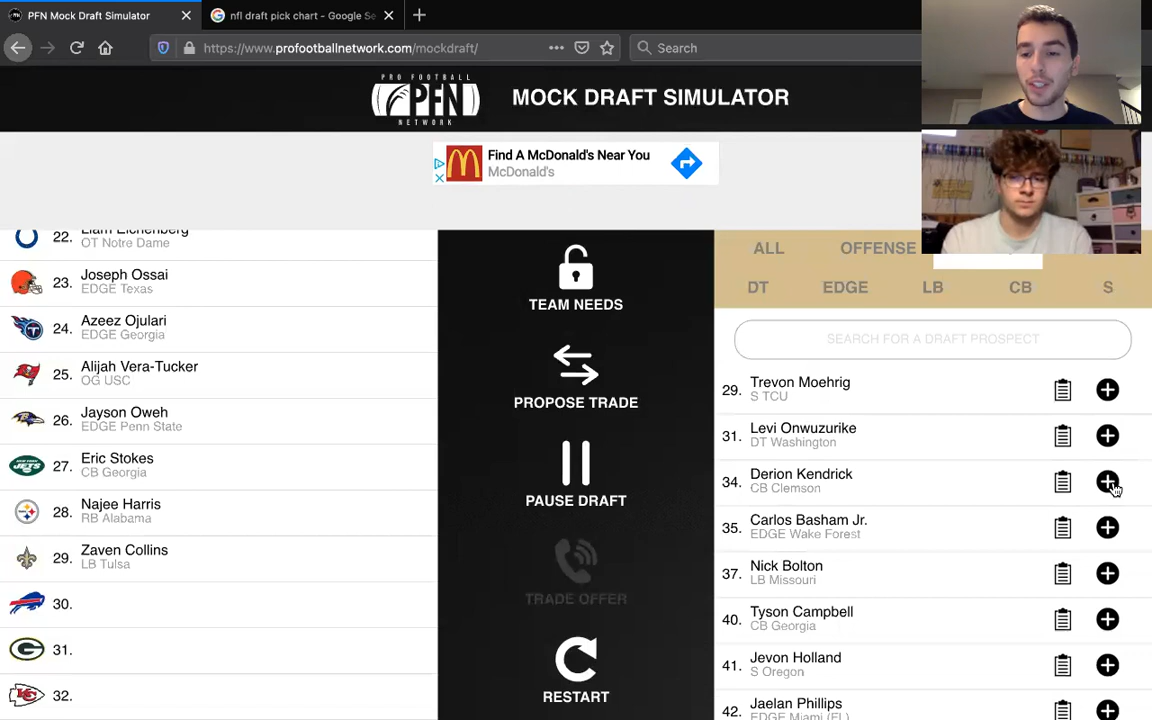 PFN Mock Draft Simulator
nfl draft pick chart - Google Se
https://www.profootballnetwork.com/mockdraft/
Search
PRO FOOTBALL
PFN
NETWORK
MOCK DRAFT SIMULATOR
Find A McDonald's Near You
McDonald's
22. Liam Eichenberg
OT Notre Dame
23. Joseph Ossai
EDGE Texas
24. Azeez Ojulari
EDGE Georgia
25. Alijah Vera-Tucker
OG USC
26. Jayson Oweh
EDGE Penn State
27. Eric Stokes
CB Georgia
28. Najee Harris
RB Alabama
29. Zaven Collins
LB Tulsa
30.
31.
32.
TEAM NEEDS
PROPOSE TRADE
PAUSE DRAFT
TRADE OFFER
RESTART
ALL OFFENSE
DT EDGE LB CB S
SEARCH FOR A DRAFT PROSPECT
29. Trevon Moehrig
S TCU
31. Levi Onwuzurike
DT Washington
34. Derion Kendrick
CB Clemson
35. Carlos Basham Jr.
EDGE Wake Forest
37. Nick Bolton
LB Missouri
40. Tyson Campbell
CB Georgia
41. Jevon Holland
S Oregon
42. Jaelan Phillips
EDGE Miami (FL)